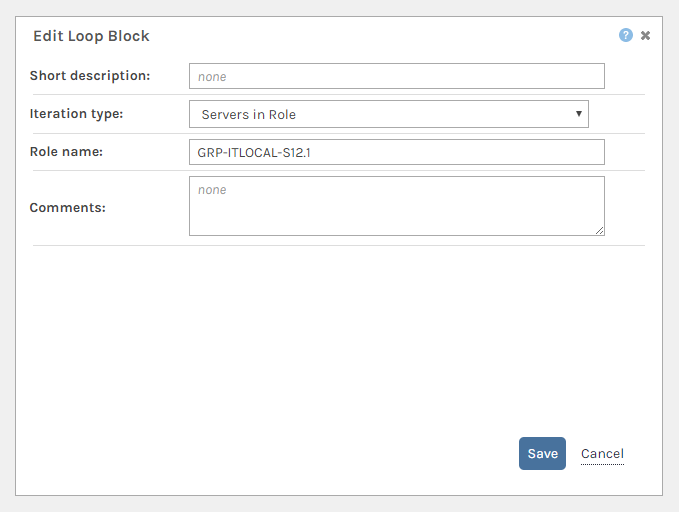 Edit Loop Block
?
Short description:
none
Iteration type:
Servers in Role
Role name:
GRP-ITLOCAL-S12.1
Comments:
none
Save
Cancel